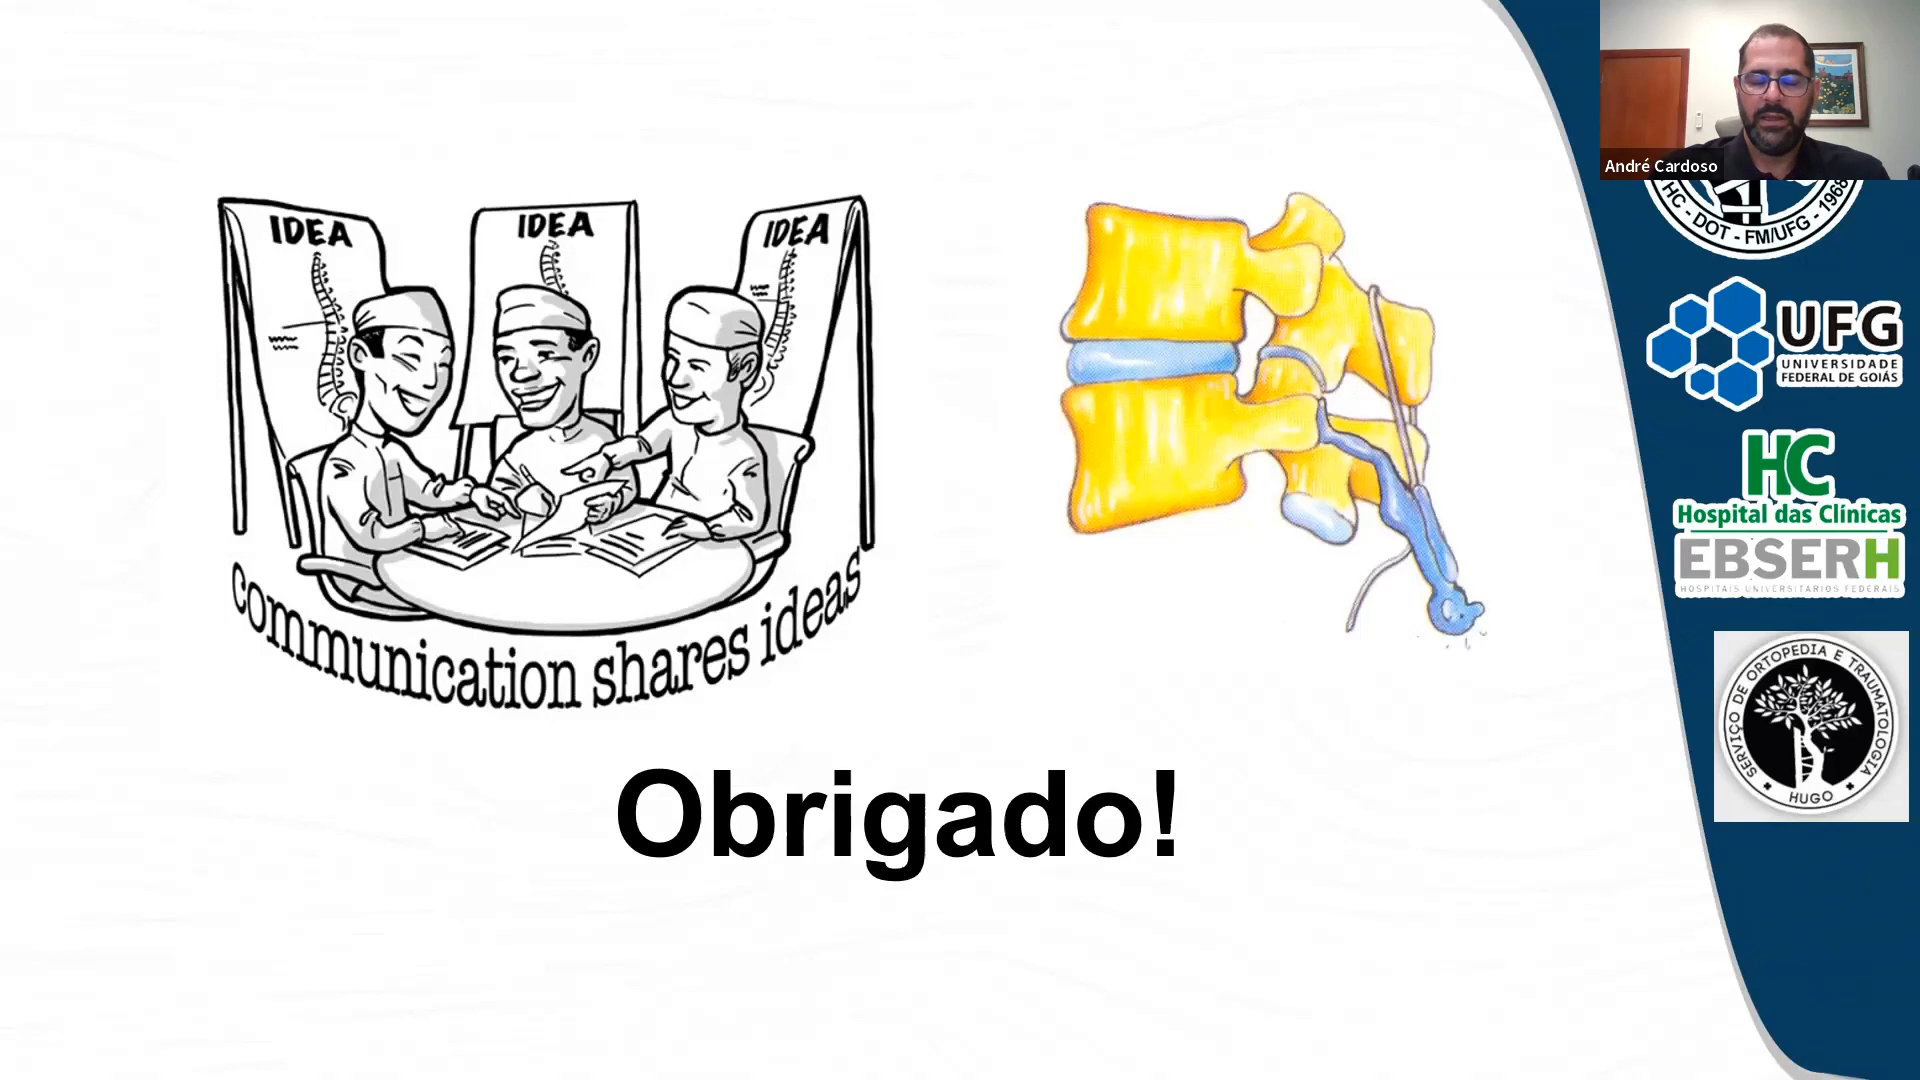 IDEA
IDEA
IDEA
communication shares ideas
Obrigado!
André Cardoso
HC - DOT - FM/UFG - 1968
UFG
UNIVERSIDADE
FEDERAL DE GOIÁS
HC
Hospital das Clínicas
EBSERH
HOSPITAIS UNIVERSITÁRIOS FEDERAIS
SERVIÇO DE ORTOPEDIA E TRAUMATOLOGIA
HUGO